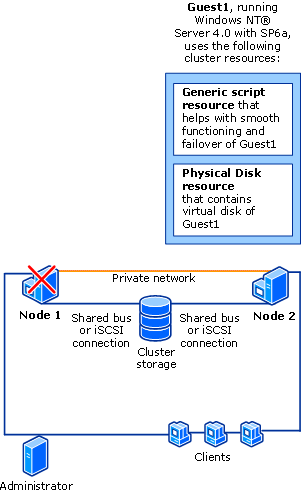 Guest1, running
Windows NT®
Server 4.0 with SP6a,
uses the following
cluster resources:
Generic script
resource that
helps with smooth
functioning and
failover of Guest1
Physical Disk
resource
that contains
virtual disk of
Guest1
Private network
Node 1
Node 2
Shared bus
or iSCSI
connection
Shared bus
or iSCSI
connection
Cluster
storage
Clients
Administrator